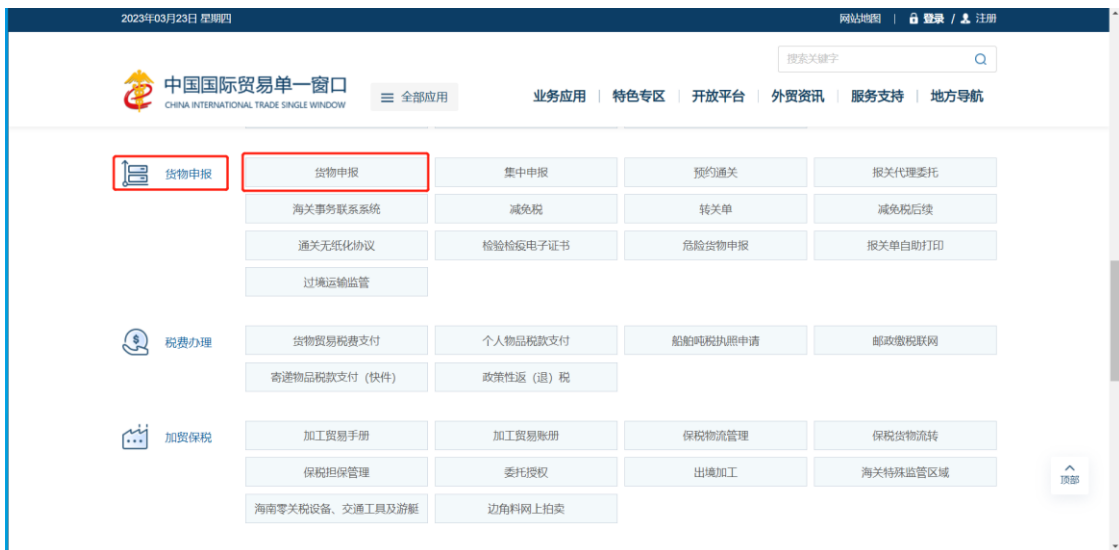 2023年03月23日 星期四
网站地图 | 登录 / 注册
搜索关键字
中国国际贸易单一窗口
CHINA INTERNATIONAL TRADE SINGLE WINDOW
全部应用
业务应用 | 特色专区 | 开放平台 | 外贸资讯 | 服务支持 | 地方导航
货物申报
货物申报 集中申报 预约通关 报关代理委托
海关事务联系系统 减免税 转关单 减免税后续
通关无纸化协议 检验检疫电子证书 危险货物申报 报关单自助打印
过境运输监管
税费办理
货物贸易税费支付 个人物品税款支付 船舶吨税执照申请 邮政缴税联网
寄递物品税款支付（快件） 政策性返（退）税
加贸保税
加工贸易手册 加工贸易账册 保税物流管理 保税货物流转
保税担保管理 委托授权 出境加工 海关特殊监管区域
海南零关税设备、交通工具及游艇 边角料网上拍卖
顶部